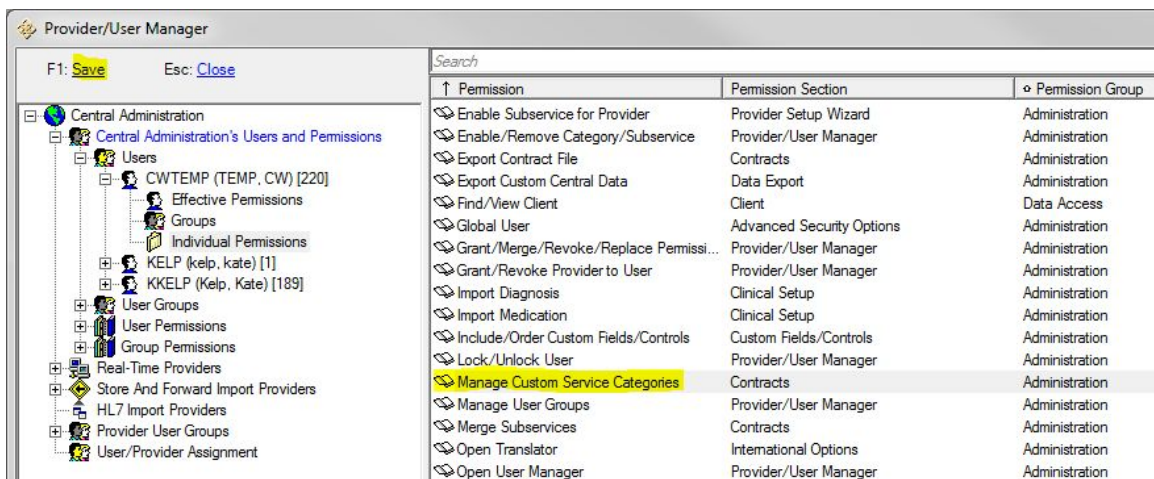 Provider/User Manager
F1: Save Esc: Close
Central Administration
Central Administration's Users and Permissions
Users
CWTEMP (TEMP, CW) [220]
Effective Permissions
Groups
Individual Permissions
KELP (kelp, kate) [1]
KKELP (Kelp, Kate) [189]
User Groups
User Permissions
Group Permissions
Real-Time Providers
Store And Forward Import Providers
HL7 Import Providers
Provider User Groups
User/Provider Assignment
Search
Permission Permission Section Permission Group
Enable Subservice for Provider Provider Setup Wizard Administration
Enable/Remove Category/Subservice Provider/User Manager Administration
Export Contract File Contracts Administration
Export Custom Central Data Data Export Administration
Find/View Client Client Data Access
Global User Advanced Security Options Administration
Grant/Merge/Revoke/Replace Permissi... Provider/User Manager Administration
Grant/Revoke Provider to User Provider/User Manager Administration
Import Diagnosis Clinical Setup Administration
Import Medication Clinical Setup Administration
Include/Order Custom Fields/Controls Custom Fields/Controls Administration
Lock/Unlock User Provider/User Manager Administration
Manage Custom Service Categories Contracts Administration
Manage User Groups Provider/User Manager Administration
Merge Subservices Contracts Administration
Open Translator International Options Administration
Open User Manager Provider/User Manager Administration